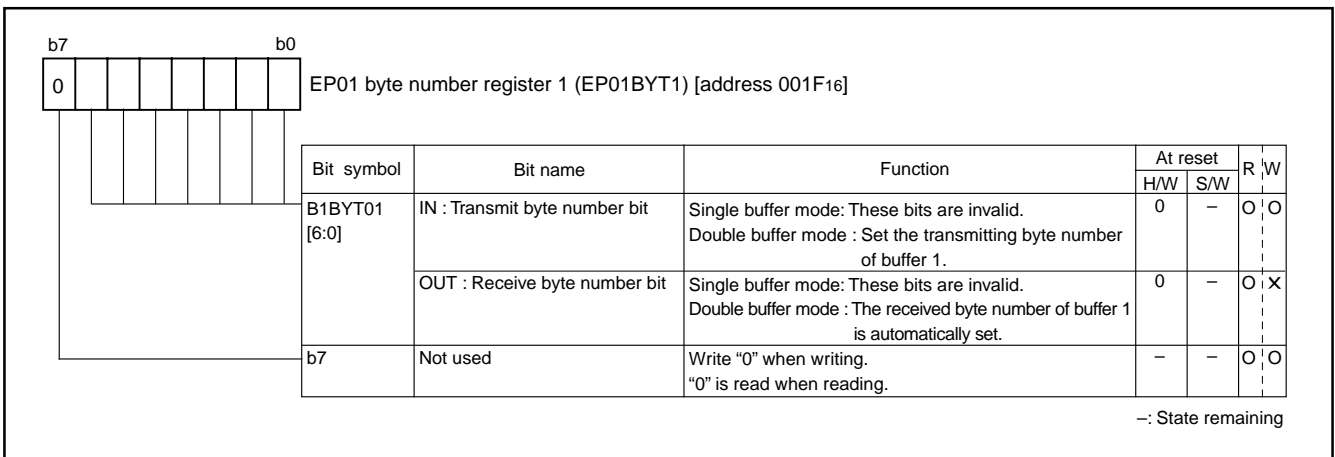 b7 b0
0 EP01 byte number register 1 (EP01BYT1) [address 001F16]
Bit symbol Bit name Function At reset R W
H/W S/W
B1BYT01 IN : Transmit byte number bit Single buffer mode: These bits are invalid. 0 – O O
[6:0] Double buffer mode : Set the transmitting byte number
of buffer 1.
OUT : Receive byte number bit Single buffer mode: These bits are invalid. 0 – O X
Double buffer mode : The received byte number of buffer 1
is automatically set.
b7 Not used Write “0” when writing. – – O O
“0” is read when reading.
–: State remaining